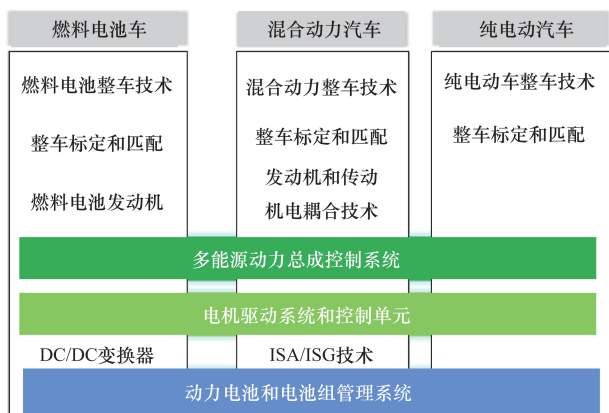 燃料电池车
混合动力汽车
纯电动汽车
燃料电池整车技术
混合动力整车技术
纯电动车整车技术
整车标定和匹配
整车标定和匹配
整车标定和匹配
燃料电池发动机
发动机和传动
机电耦合技术
多能源动力总成控制系统
电机驱动系统和控制单元
DC/DC变换器
ISA/ISG技术
动力电池和电池组管理系统